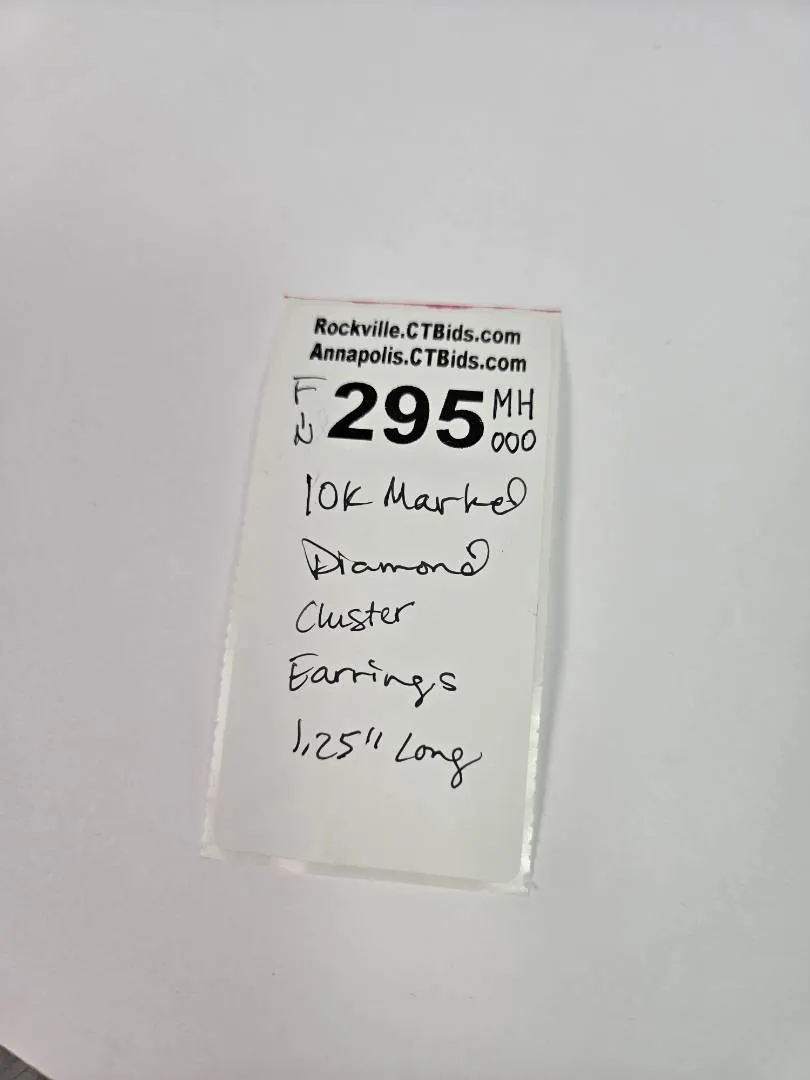 Rockville.CTBids.com
Annapolis.CTBids.com
F 295 MH
000
10K Marked
Diamond
Cluster
Earrings
1.25" Long